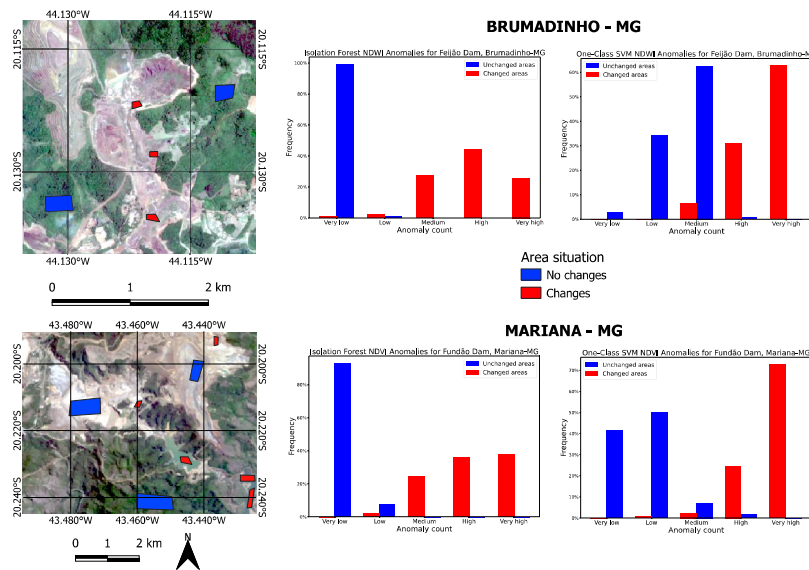 BRUMADINHO - MG
44.130°W 44.115°W
20.115°S 20.115°S
20.130°S 20.130°S
44.130°W 44.115°W
0 1 2 km
Isolation Forest NDWI Anomalies for Feijão Dam, Brumadinho-MG
Unchanged areas
Changed areas
Frequency
100%
80%
60%
40%
20%
0%
Very low Low Medium High Very high
Anomaly count
One-Class SVM NDWI Anomalies for Feijão Dam, Brumadinho-M
Unchanged areas
Changed areas
Frequency
60%
50%
40%
30%
20%
10%
0%
Very low Low Medium High Very high
Anomaly count
Area situation
No changes
Changes
MARIANA - MG
43.480°W 43.460°W 43.440°W
20.200°S 20.200°S
20.220°S 20.220°S
20.240°S 20.240°S
43.480°W 43.460°W 43.440°W
0 1 2 km
N
Isolation Forest NDVI Anomalies for Fundão Dam, Mariana-MG
Unchanged areas
Changed areas
Frequency
80%
60%
40%
20%
0%
Very low Low Medium High Very high
Anomaly count
One-Class SVM NDVI Anomalies for Fundão Dam, Mariana-MG
Unchanged areas
Changed areas
Frequency
70%
60%
50%
40%
30%
20%
10%
0%
Very low Low Medium High Very high
Anomaly count